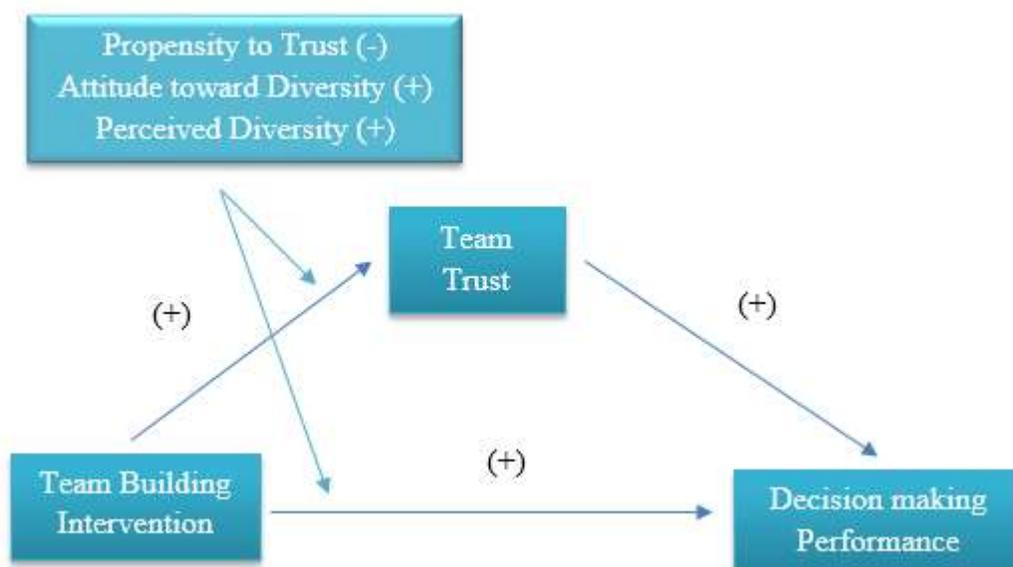 Propensity to Trust (-)
Attitude toward Diversity (+)
Perceived Diversity (+)
Team
Trust
(+)
(+)
(+)
Team Building
Intervention
Decision making
Performance